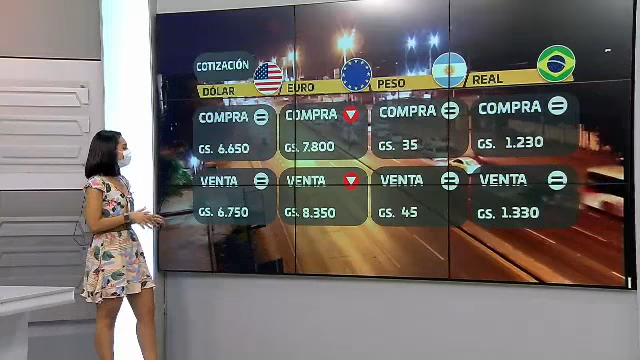 COTIZACIÓN
DÓLAR EURO PESO REAL
COMPRA COMPRA COMPRA COMPRA
GS. 6.650 GS. 7.800 GS. 35 GS. 1.230
VENTA VENTA VENTA VENTA
GS. 6.750 GS. 8.350 GS. 45 GS. 1.330